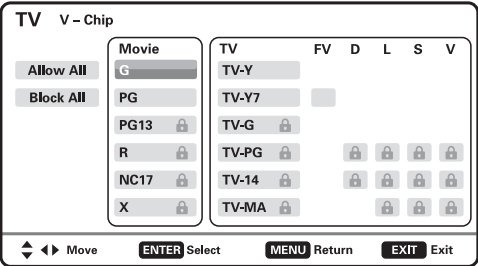 TV V – Chip
Movie TV FV D L S V
Allow All G TV-Y
Block All PG TV-Y7
PG13 TV-G
R TV-PG
NC17 TV-14
X TV-MA
Move ENTER Select MENU Return EXIT Exit